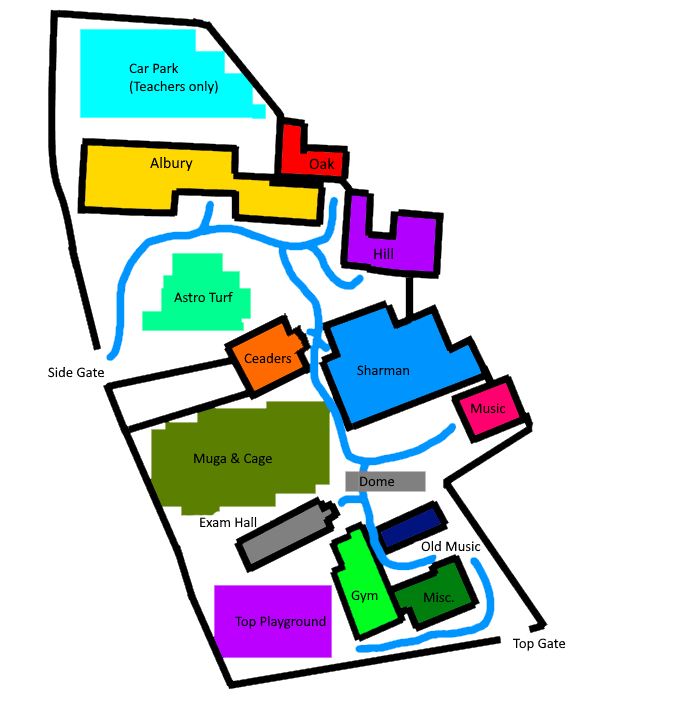 Car Park
(Teachers only)
Albury
Oak
Hill
Astro Turf
Ceaders
Side Gate
Sharman
Music
Muga & Cage
Dome
Exam Hall
Old Music
Gym
Misc.
Top Playground
Top Gate